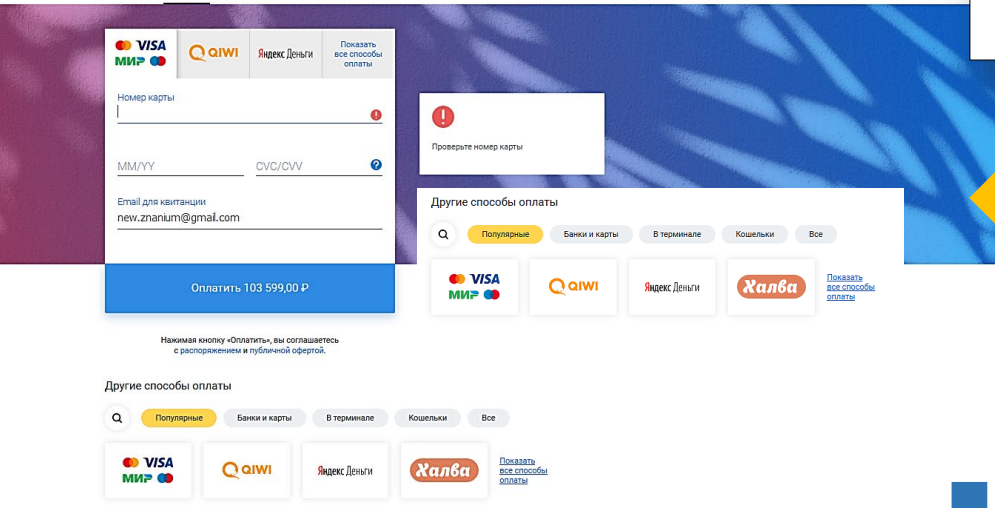 VISA
МИР
QIWI
Яндекс Деньги
Показать
все способы
оплаты
Номер карты
MM/YY
CVC/CVV
Email для квитанции
new.znanium@gmail.com
Оплатить 103 599,00 ₽
Нажимая кнопку «Оплатить», вы соглашаетесь
с распоряжением и публичной офертой.
Проверьте номер карты
Другие способы оплаты
Популярные
Банки и карты
В терминале
Кошельки
Все
VISA
МИР
QIWI
Яндекс Деньги
Халва
Показать
все способы
оплаты
Другие способы оплаты
Популярные
Банки и карты
В терминале
Кошельки
Все
VISA
МИР
QIWI
Яндекс Деньги
Халва
Показать
все способы
оплаты